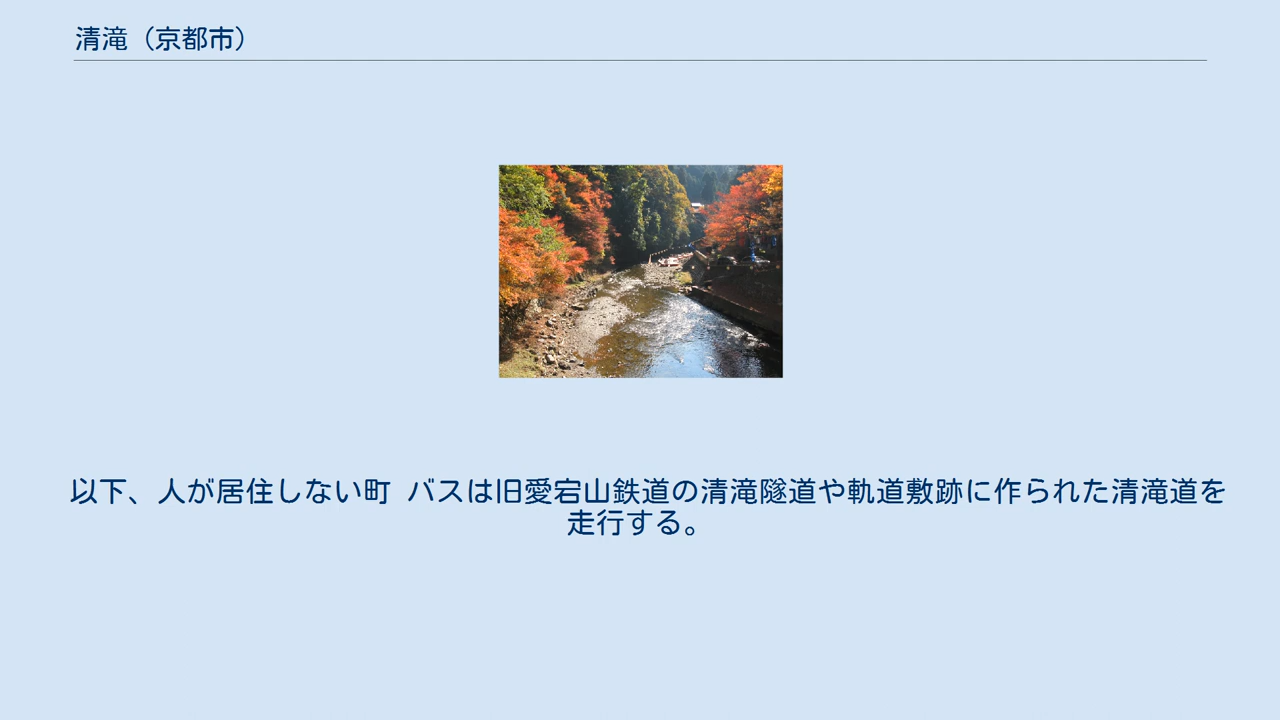 清滝（京都市）
以下、人が居住しない町 バスは旧愛宕山鉄道の清滝隧道や軌道敷跡に作られた清滝道を
走行する。